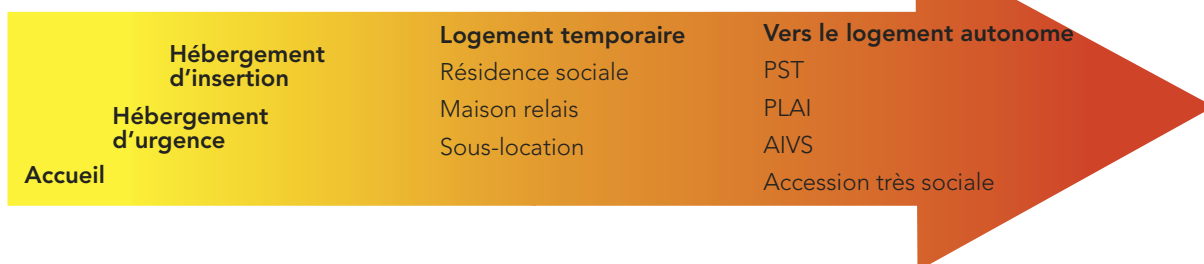 Accueil
Hébergement
d’urgence
Hébergement
d’insertion
Logement temporaire
Résidence sociale
Maison relais
Sous-location
Vers le logement autonome
PST
PLAI
AIVS
Accession très sociale